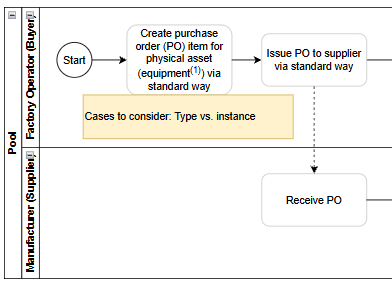 Pool
Factory Operator (Buyer)
Start
Create purchase
order (PO) item for
physical asset
(equipment(1)) via
standard way
Issue PO to supplier
via standard way
Cases to consider: Type vs. instance
Manufacturer (Supplier)
Receive PO